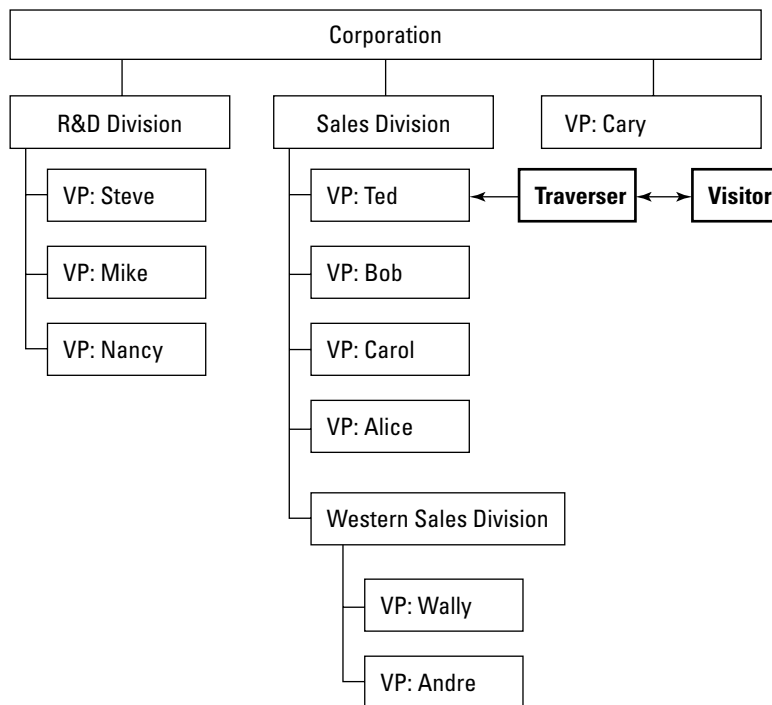 Corporation
R&D Division
Sales Division
VP: Cary
VP: Steve
VP: Ted
Traverser
Visitor
VP: Mike
VP: Bob
VP: Nancy
VP: Carol
VP: Alice
Western Sales Division
VP: Wally
VP: Andre